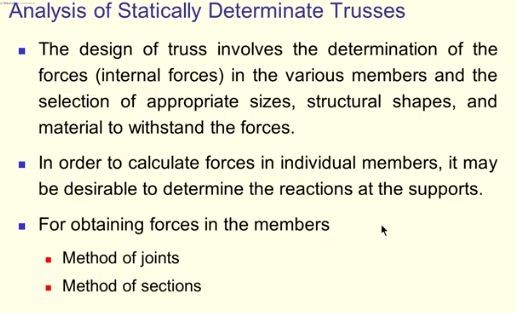 Analysis of Statically Determinate Trusses
The design of truss involves the determination of the
forces (internal forces) in the various members and the
selection of appropriate sizes, structural shapes, and
material to withstand the forces.
In order to calculate forces in individual members, it may
be desirable to determine the reactions at the supports.
For obtaining forces in the members
Method of joints
Method of sections